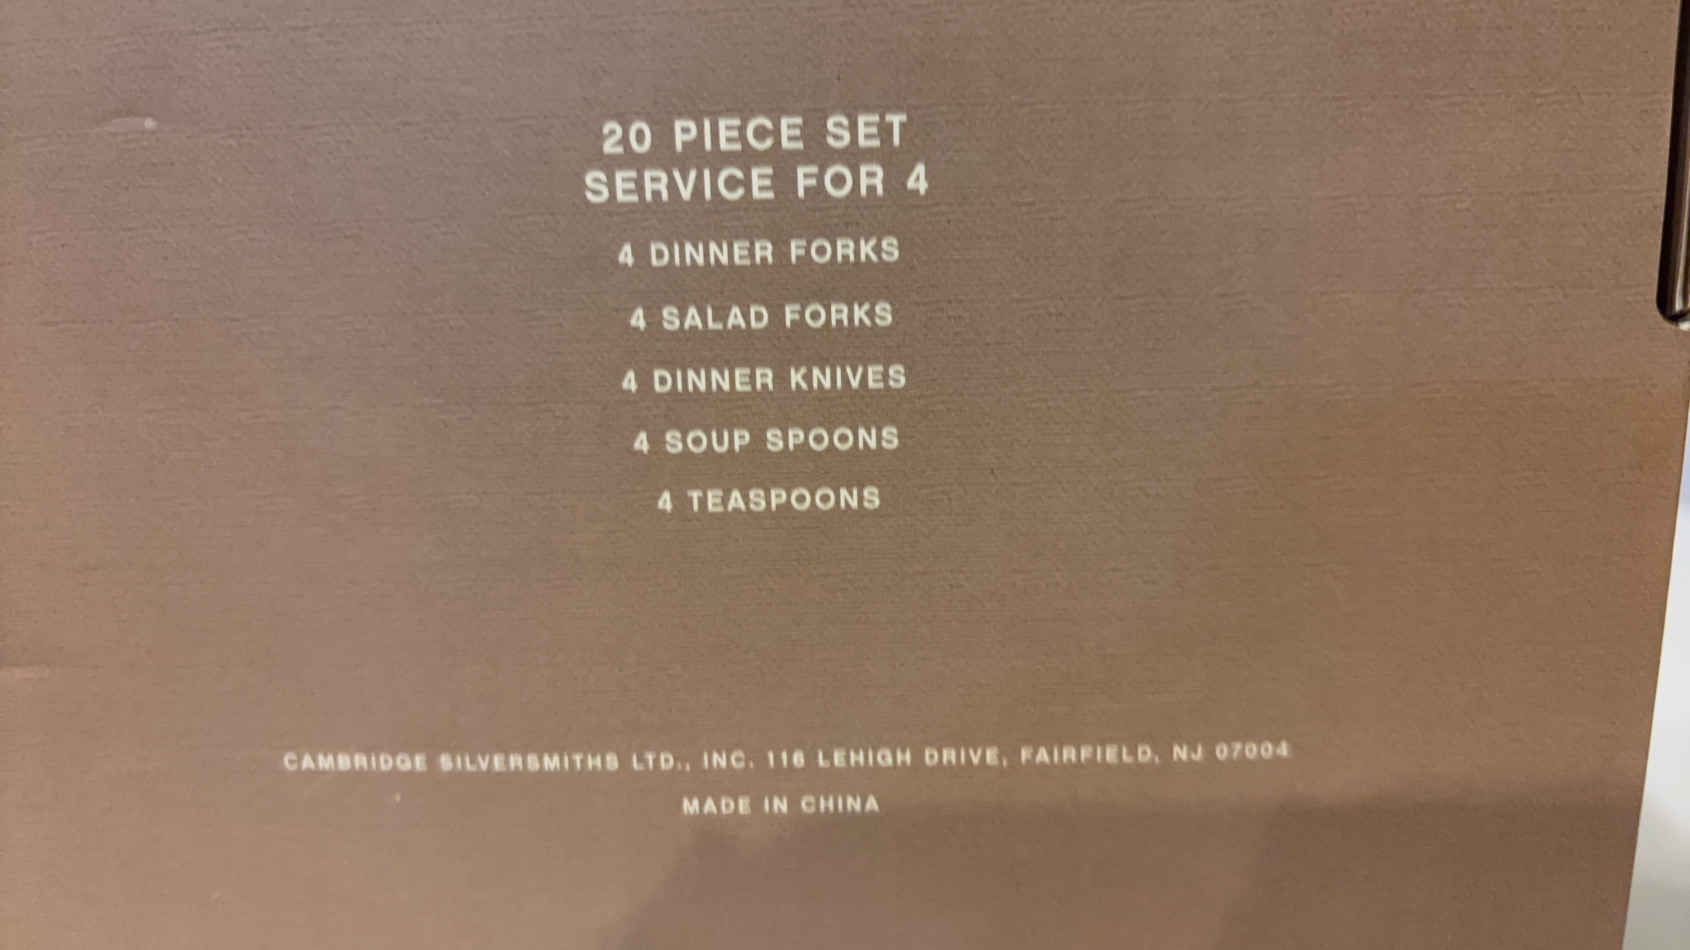 20 PIECE SET
SERVICE FOR 4
4 DINNER FORKS
4 SALAD FORKS
4 DINNER KNIVES
4 SOUP SPOONS
4 TEASPOONS
CAMBRIDGE SILVERSMITHS LTD., INC. 116 LEHIGH DRIVE, FAIRFIELD, NJ 07004
MADE IN CHINA